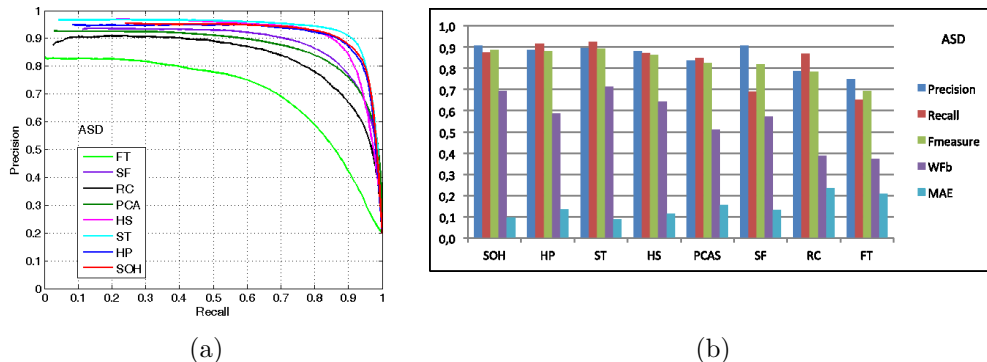 1
0.9
0.8
0.7
0.6
0.5
0.4
0.3
0.2
0.1
0
Precision
ASD
FT
SF
RC
PCA
HS
ST
HP
SOH
0 0.1 0.2 0.3 0.4 0.5 0.6 0.7 0.8 0.9 1
Recall
(a)
1,0
0,9
0,8
0,7
0,6
0,5
0,4
0,3
0,2
0,1
0,0
SOH HP ST HS PCAS SF RC FT
ASD
Precision
Recall
Fmeasure
WFb
MAE
(b)